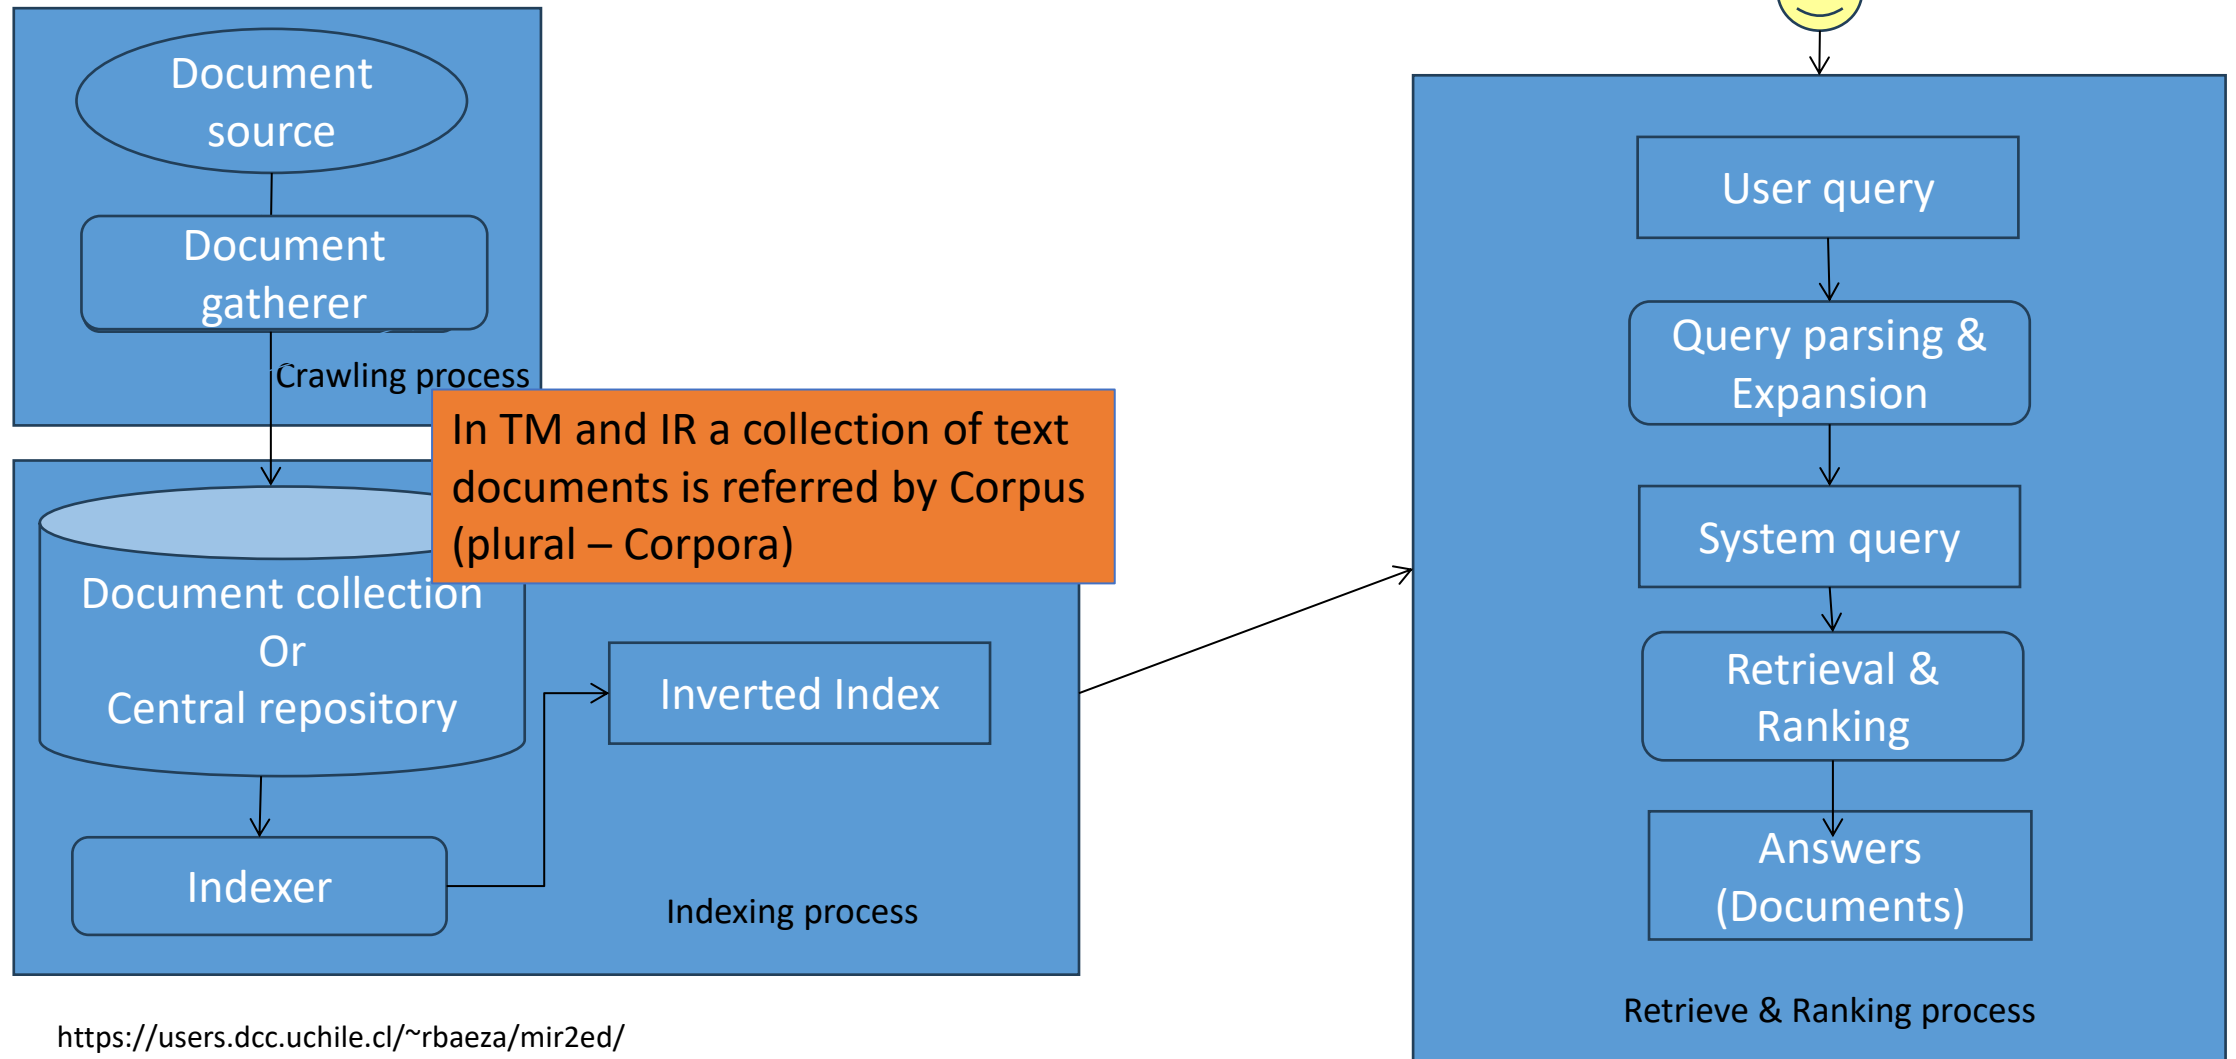 Document
source
Document
gatherer
Crawling process
In TM and IR a collection of text
documents is referred by Corpus
(plural – Corpora)
Document collection
Or
Central repository
Indexer
Inverted Index
Indexing process
User query
Query parsing &
Expansion
System query
Retrieval &
Ranking
Answers
(Documents)
Retrieve & Ranking process
https://users.dcc.uchile.cl/~rbaeza/mir2ed/